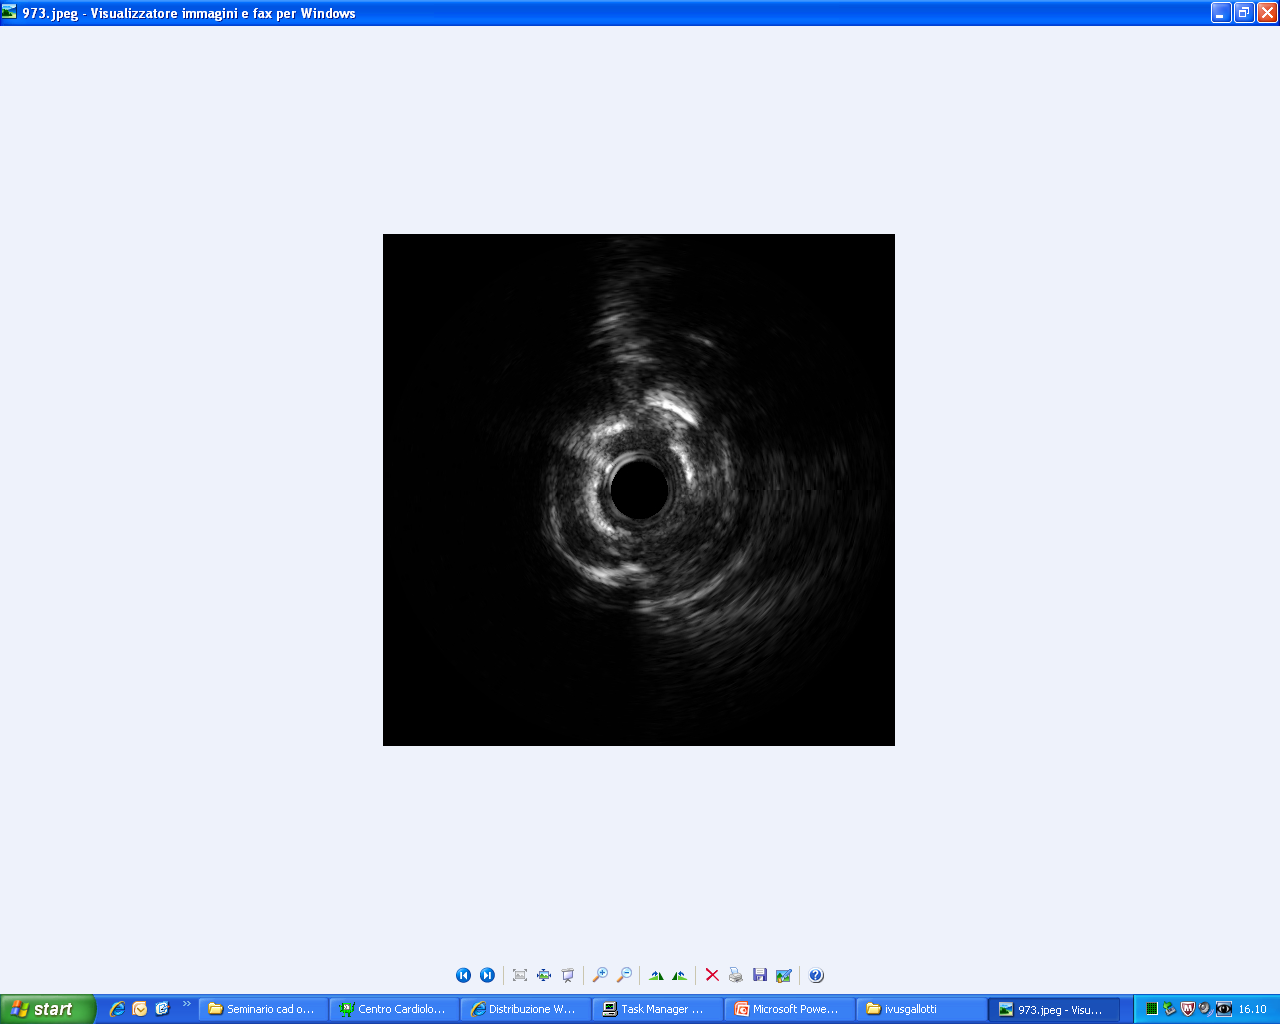 973.jpeg - Visualizzatore immagini e fax per Windows
start
Seminario cad o...
Centro Cardiolo...
Distribuzione W...
Task Manager ...
Microsoft Powe...
ivusgallotti
973.jpeg - Visu...
16.10